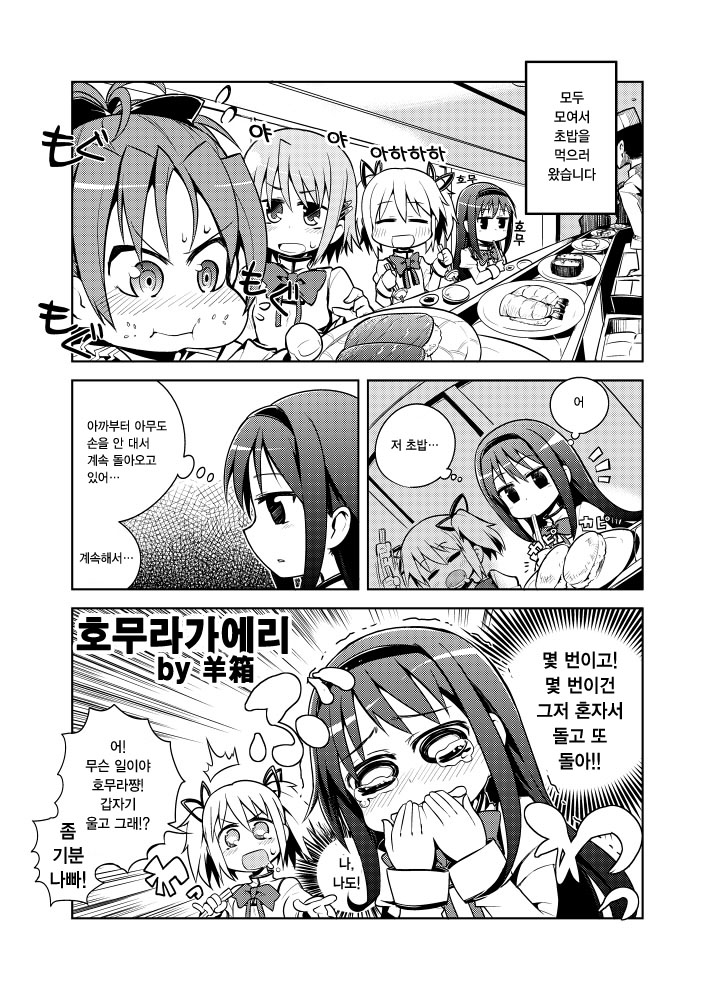 모두
모여서
초밥을
먹으러
왔습니다
もぐ
야
야
아하하하
호무
호무
もぐ
もぐ
어
저 초밥…
カピ
カピ
아까부터 아무도
손을 안 대서
계속 돌아오고
있어…
계속해서…
호무라가에리
by 羊箱
몇 번이고!
몇 번이건
그저 혼자서
돌고 또
돌아!!
어!
무슨 일이야
호무라쨩!
갑자기
울고 그래!?
좀
기분
나빠!
나,
나도!